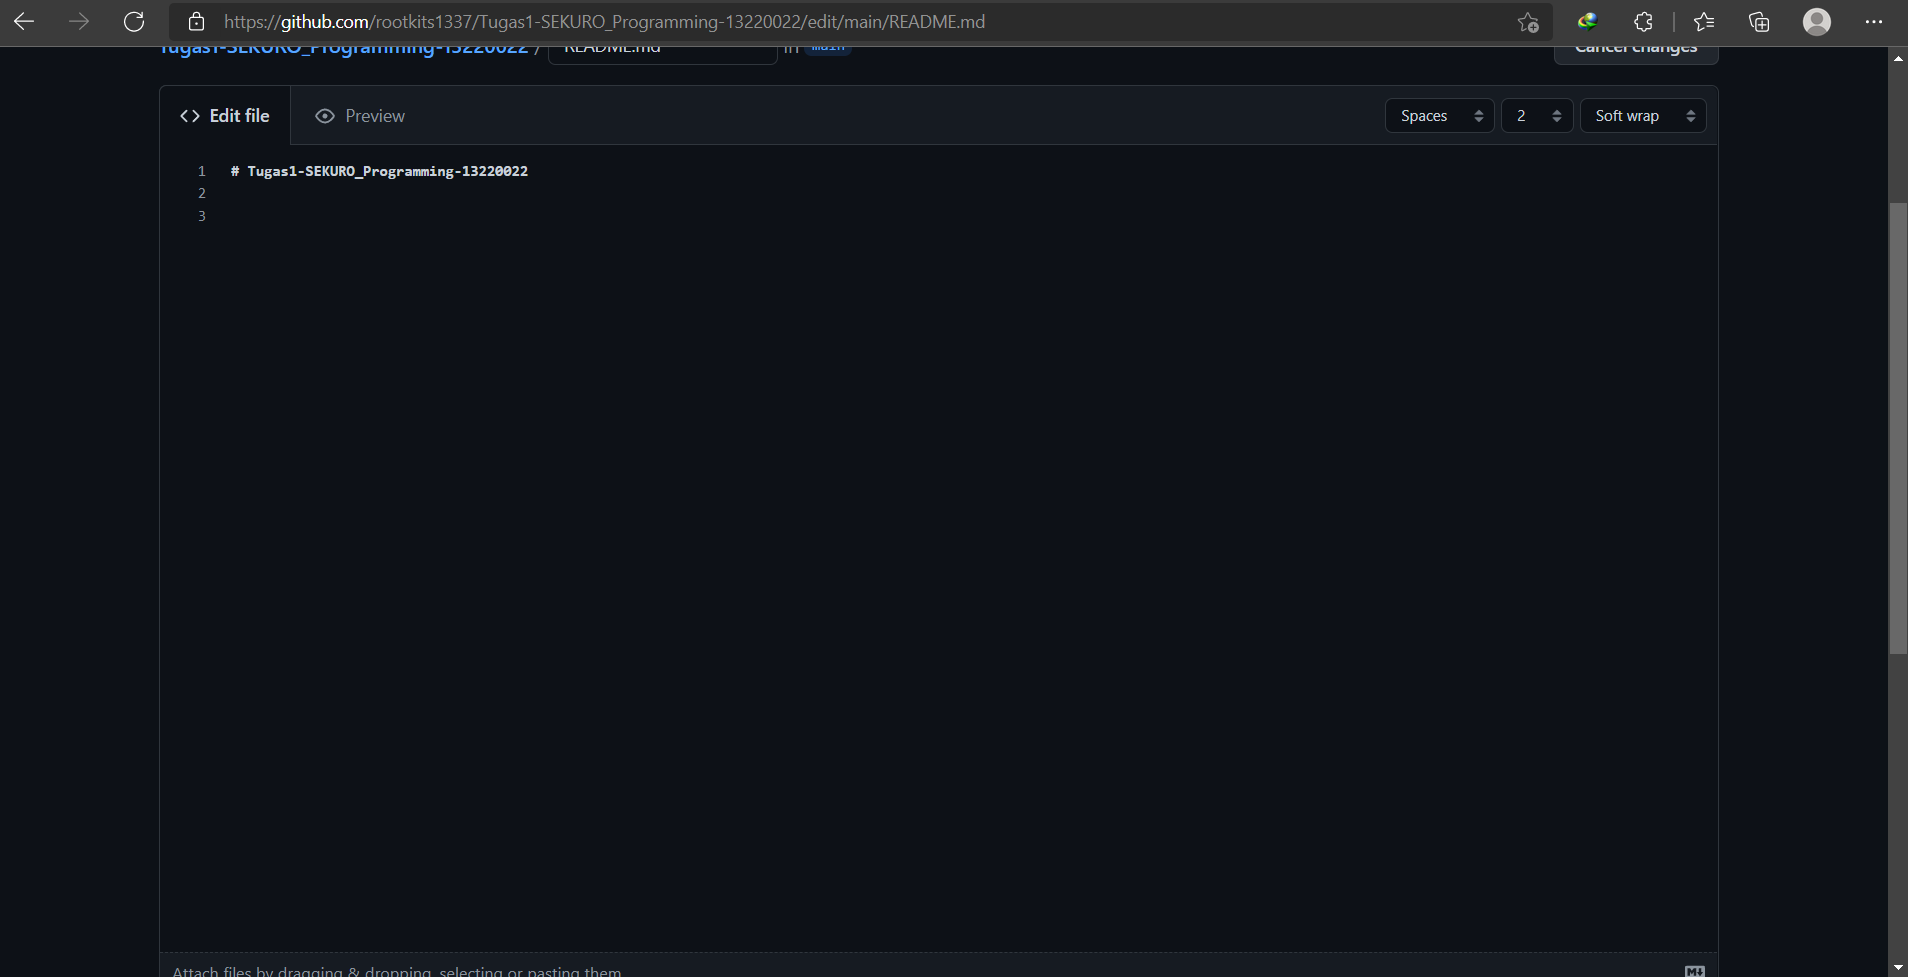 https://github.com/rootkits1337/Tugas1-SEKURO_Programming-13220022/edit/main/README.md
Tugas1-SEKURO_Programming-13220022 / README.md in main Cancel changes
Edit file Preview Spaces 2 Soft wrap
1 # Tugas1-SEKURO_Programming-13220022
2
3
Attach files by dragging & dropping, selecting or pasting them.